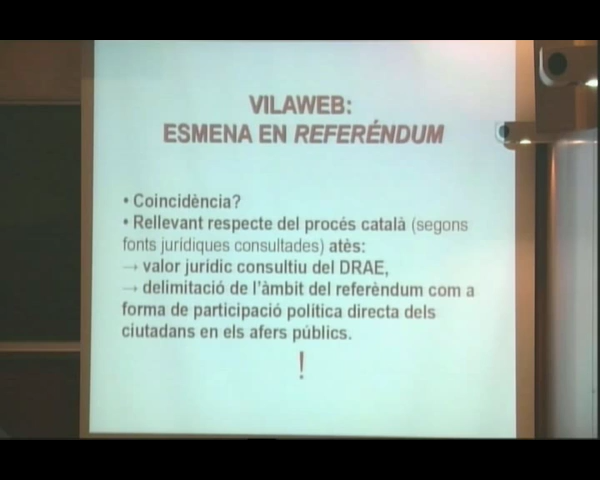 VILAWEB:
ESMENA EN REFERÉNDUM
• Coincidència?
• Rellevant respecte del procés català (segons
fonts jurídiques consultades) atès:
→ valor jurídic consultiu del DRAE,
→ delimitació de l'àmbit del referèndum com a
forma de participació política directa dels
ciutadans en els afers públics.
!